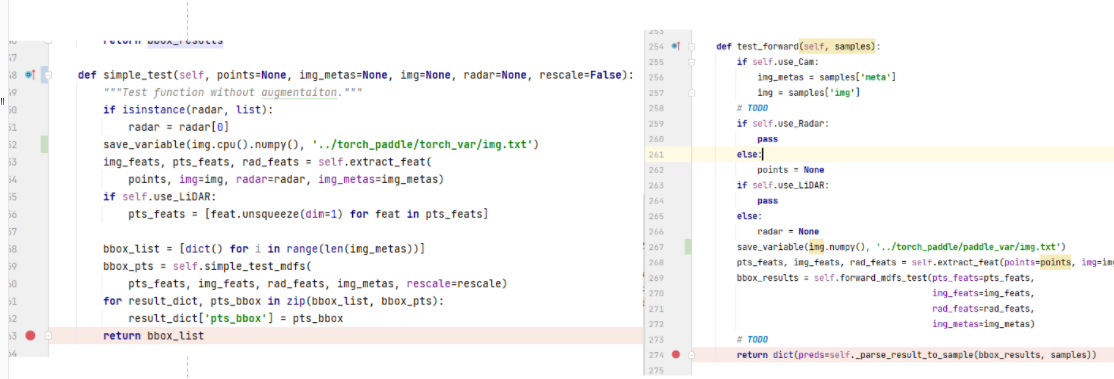 return bbox_results
def simple_test(self, points=None, img_metas=None, img=None, radar=None, rescale=False):
"""Test function without augmentaiton."""
if isinstance(radar, list):
radar = radar[0]
save_variable(img.cpu().numpy(), '../torch_paddle/torch_var/img.txt')
img_feats, pts_feats, rad_feats = self.extract_feat(
points, img=img, radar=radar, img_metas=img_metas)
if self.use_LiDAR:
pts_feats = [feat.unsqueeze(dim=1) for feat in pts_feats]
bbox_list = [dict() for i in range(len(img_metas))]
bbox_pts = self.simple_test_mdfs(
pts_feats, img_feats, rad_feats, img_metas, rescale=rescale)
for result_dict, pts_bbox in zip(bbox_list, bbox_pts):
result_dict['pts_bbox'] = pts_bbox
return bbox_list
253
254 def test_forward(self, samples):
255 if self.use_Cam:
256 img_metas = samples['meta']
257 img = samples['img']
258 # TODO
259 if self.use_Radar:
260 pass
261 else:
262 points = None
263 if self.use_LiDAR:
264 pass
265 else:
266 radar = None
267 save_variable(img.numpy(), '../torch_paddle/paddle_var/img.txt')
268 pts_feats, img_feats, rad_feats = self.extract_feat(points=points, img=im
269 bbox_results = self.forward_mdfs_test(pts_feats=pts_feats,
270 img_feats=img_feats,
271 rad_feats=rad_feats,
272 img_metas=img_metas)
273 # TODO
274 return dict(preds=self._parse_result_to_sample(bbox_results, samples))
275